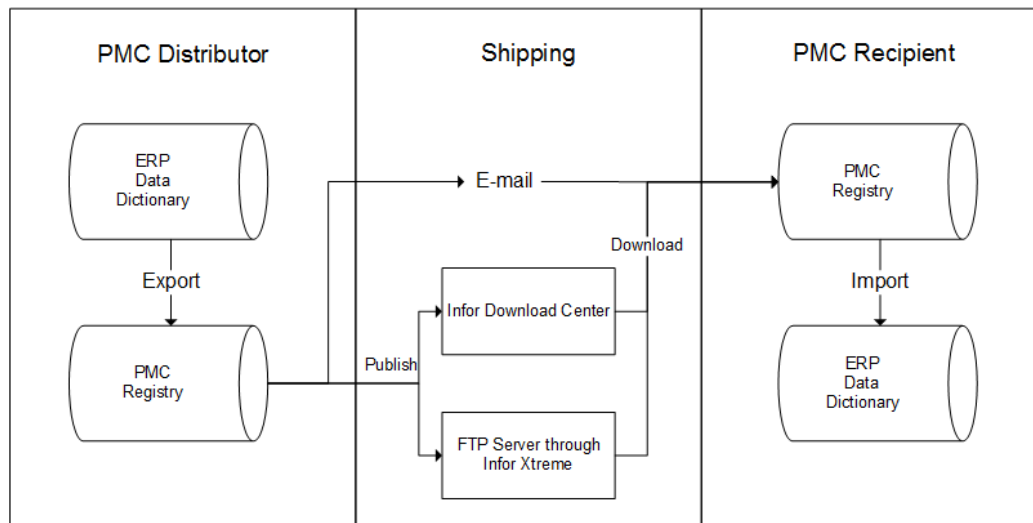 PMC Distributor
Shipping
PMC Recipient
ERP
Data
Dictionary
Export
PMC
Registry
E-mail
Download
Infor Download Center
Publish
FTP Server through
Infor Xtreme
PMC
Registry
Import
ERP
Data
Dictionary